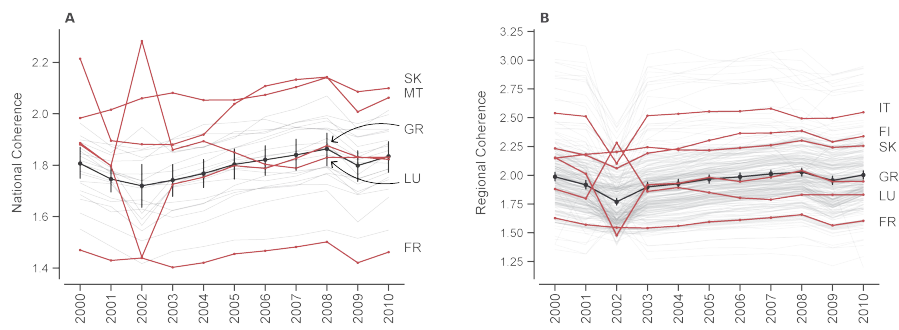 A
National Coherence
2.2
2.0
1.8
1.6
1.4
SK
MT
GR
LU
FR
2000
2001
2002
2003
2004
2005
2006
2007
2008
2009
2010
B
Regional Coherence
3.25
3.00
2.75
2.50
2.25
2.00
1.75
1.50
1.25
IT
FI
SK
GR
LU
FR
2000
2001
2002
2003
2004
2005
2006
2007
2008
2009
2010